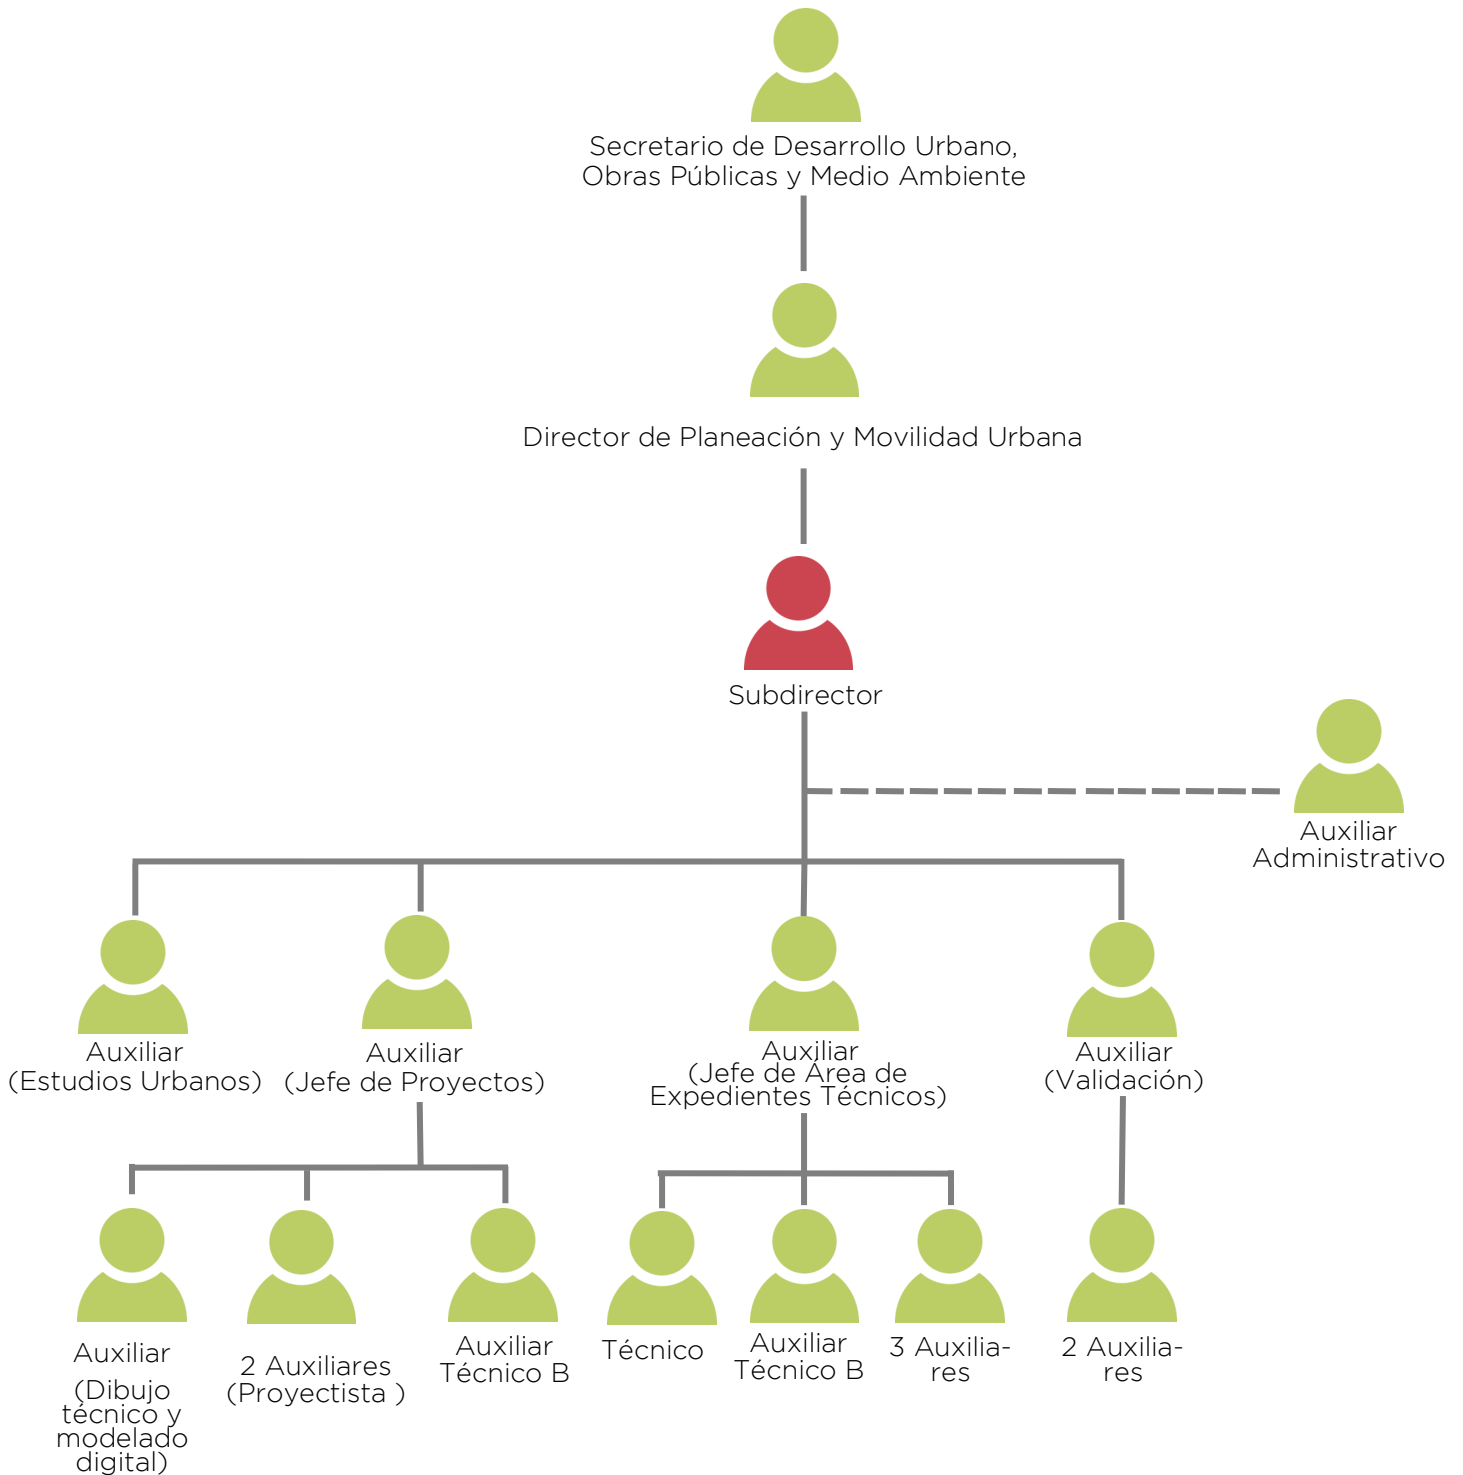 Secretario de Desarrollo Urbano,
Obras Públicas y Medio Ambiente
Director de Planeación y Movilidad Urbana
Subdirector
Auxiliar
Administrativo
Auxiliar
(Estudios Urbanos)
Auxiliar
(Jefe de Proyectos)
Auxiliar
(Jefe de Área de
Expedientes Técnicos)
Auxiliar
(Validación)
Auxiliar
(Dibujo
técnico y
modelado
digital)
2 Auxiliares
(Proyectista )
Auxiliar
Técnico B
Técnico
Auxiliar
Técnico B
3 Auxilia-
res
2 Auxilia-
res